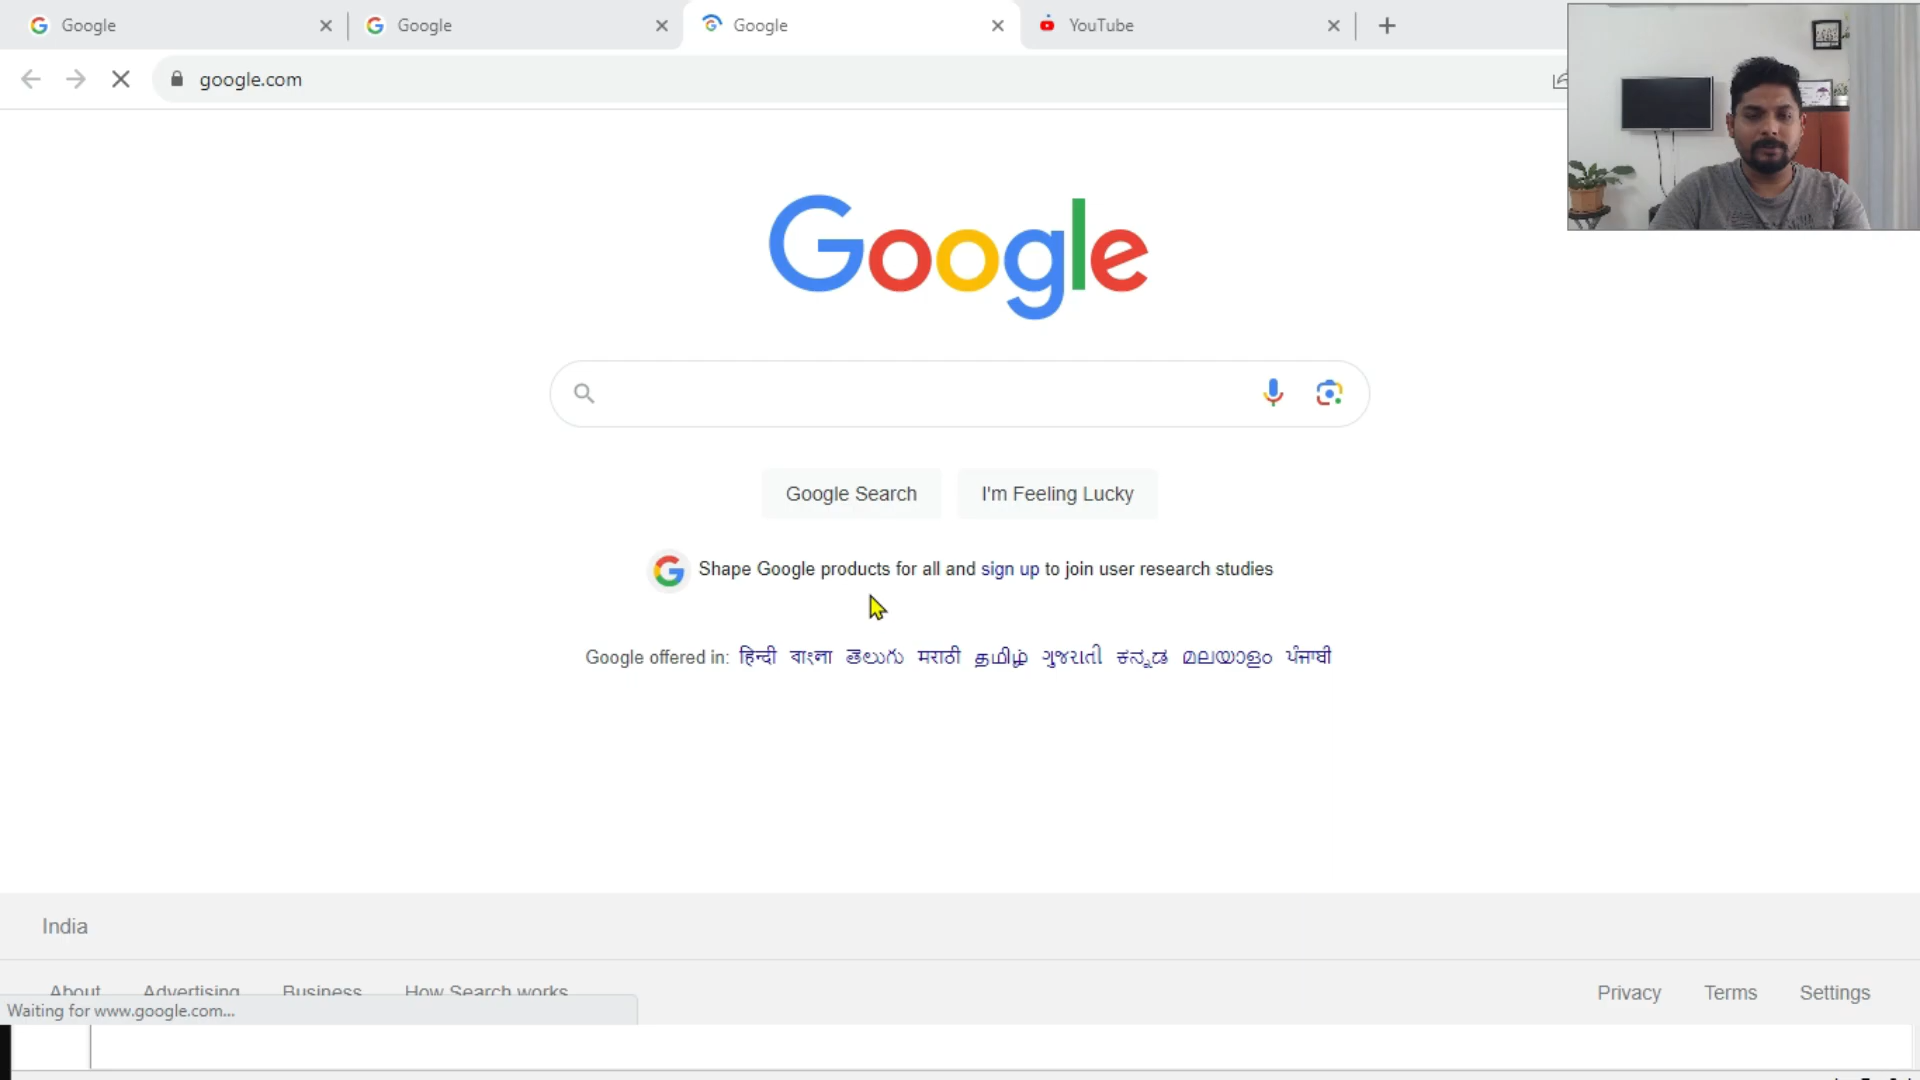 Google Google Google YouTube
google.com
Google
Google Search I'm Feeling Lucky
Shape Google products for all and sign up to join user research studies
Google offered in: हिन्दी বাংলা తెలుగు मराठी தமிழ் ગુજરાતી ಕನ್ನಡ മലയാളം ਪੰਜਾਬੀ
India
About Advertising Business How Search works Privacy Terms Settings
Waiting for www.google.com...